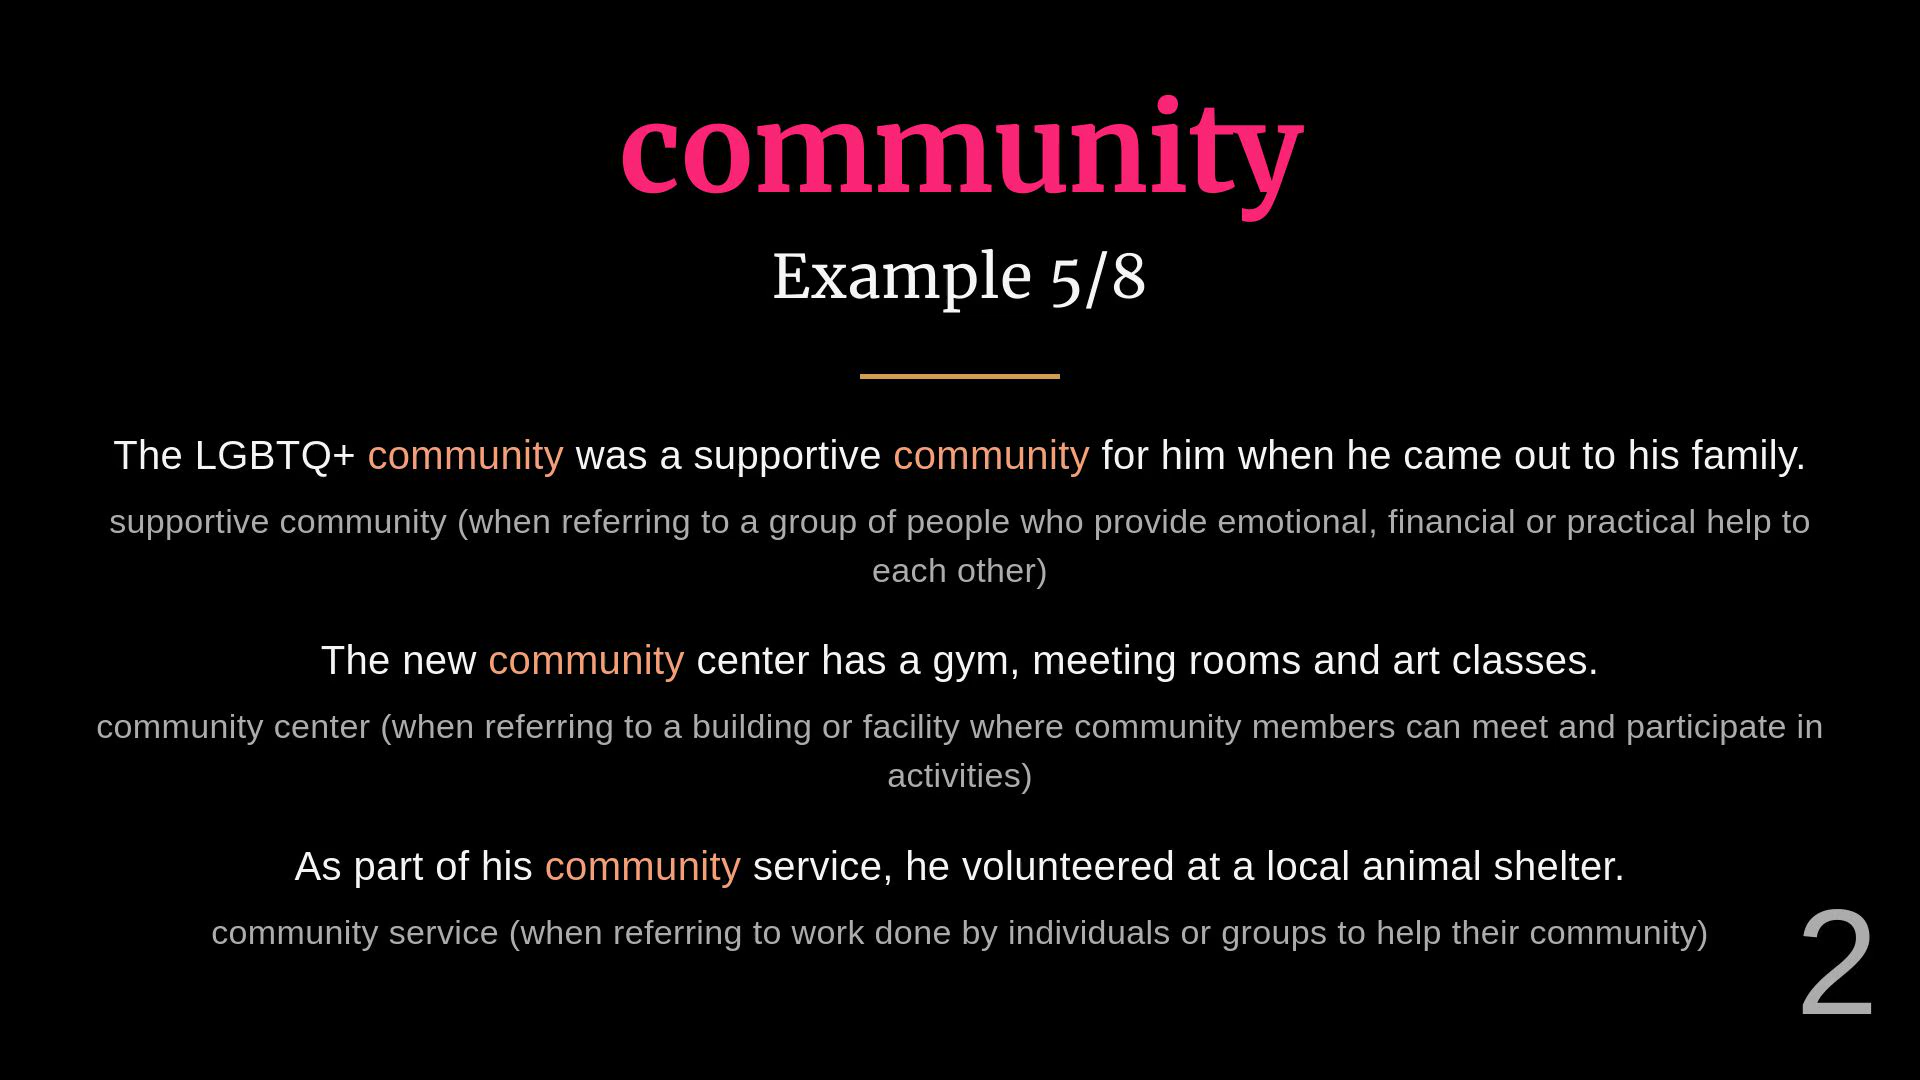 community
Example 5/8
The LGBTQ+ community was a supportive community for him when he came out to his family.
supportive community (when referring to a group of people who provide emotional, financial or practical help to
each other)
The new community center has a gym, meeting rooms and art classes.
community center (when referring to a building or facility where community members can meet and participate in
activities)
As part of his community service, he volunteered at a local animal shelter.
community service (when referring to work done by individuals or groups to help their community)
2